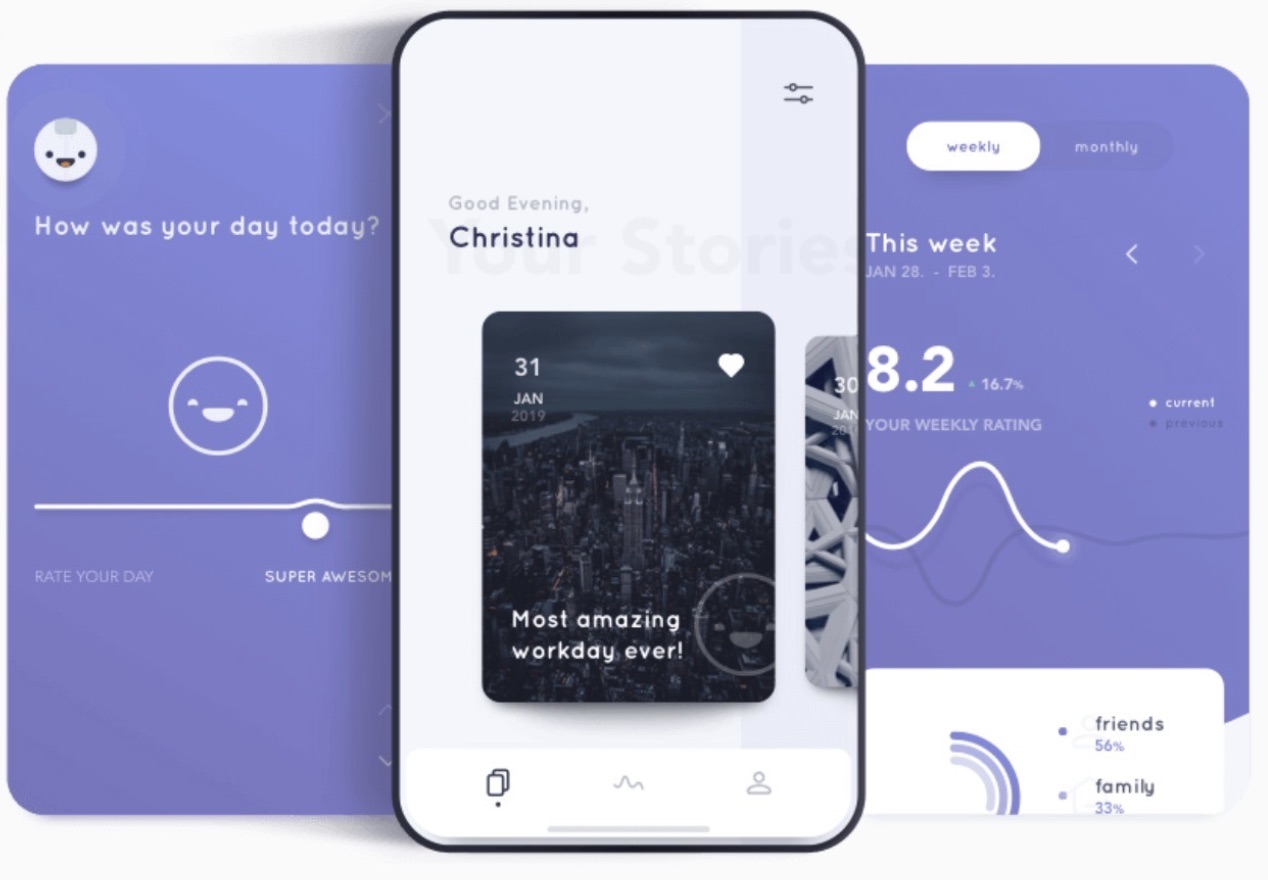 How was your day today?
RATE YOUR DAY
SUPER AWESOM
Good Evening,
Christina
Your Stories
31
JAN
2019
Most amazing
workday ever!
30
JAN
201
weekly
monthly
This week
JAN 28. - FEB 3.
8.2
16.7%
YOUR WEEKLY RATING
current
previous
friends
56%
family
33%